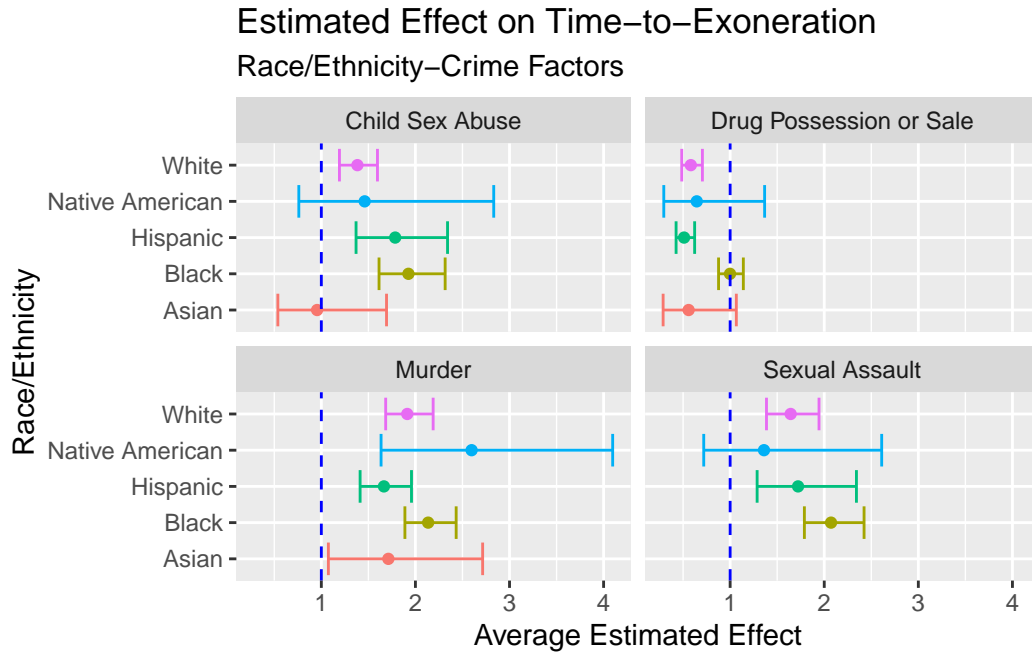 Estimated Effect on Time−to−Exoneration
Race/Ethnicity−Crime Factors
Child Sex Abuse
Drug Possession or Sale
White
Native American
Hispanic
Black
Asian
Murder
Sexual Assault
White
Native American
Hispanic
Black
Asian
1 2 3 4
1 2 3 4
Average Estimated Effect
Race/Ethnicity